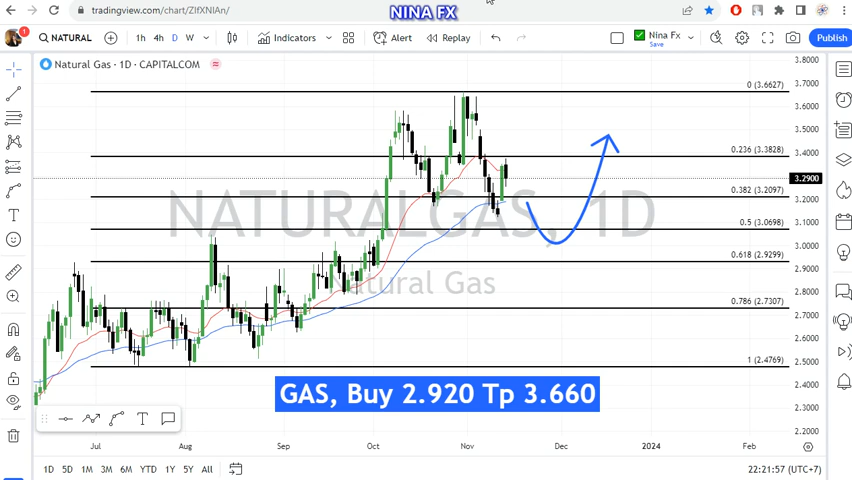 tradingview.com/chart/ZIfXNIAn/
NINA FX
1
NATURAL
1h 4h D W
Indicators
Alert
Replay
Nina Fx
Save
Publish
Natural Gas · 1D · CAPITALCOM
NATURALGAS, 1D
Natural Gas
0 (3.6627)
0.236 (3.3828)
0.382 (3.2097)
0.5 (3.0698)
0.618 (2.9299)
0.786 (2.7307)
1 (2.4769)
3.8000
3.7000
3.6000
3.5000
3.4000
3.2900
3.2000
3.1000
3.0000
2.9000
2.8000
2.7000
2.6000
2.5000
2.4000
2.3000
2.2000
GAS, Buy 2.920 Tp 3.660
Jul Aug Sep Oct Nov Dec 2024 Feb
1D 5D 1M 3M 6M YTD 1Y 5Y All
22:21:57 (UTC+7)